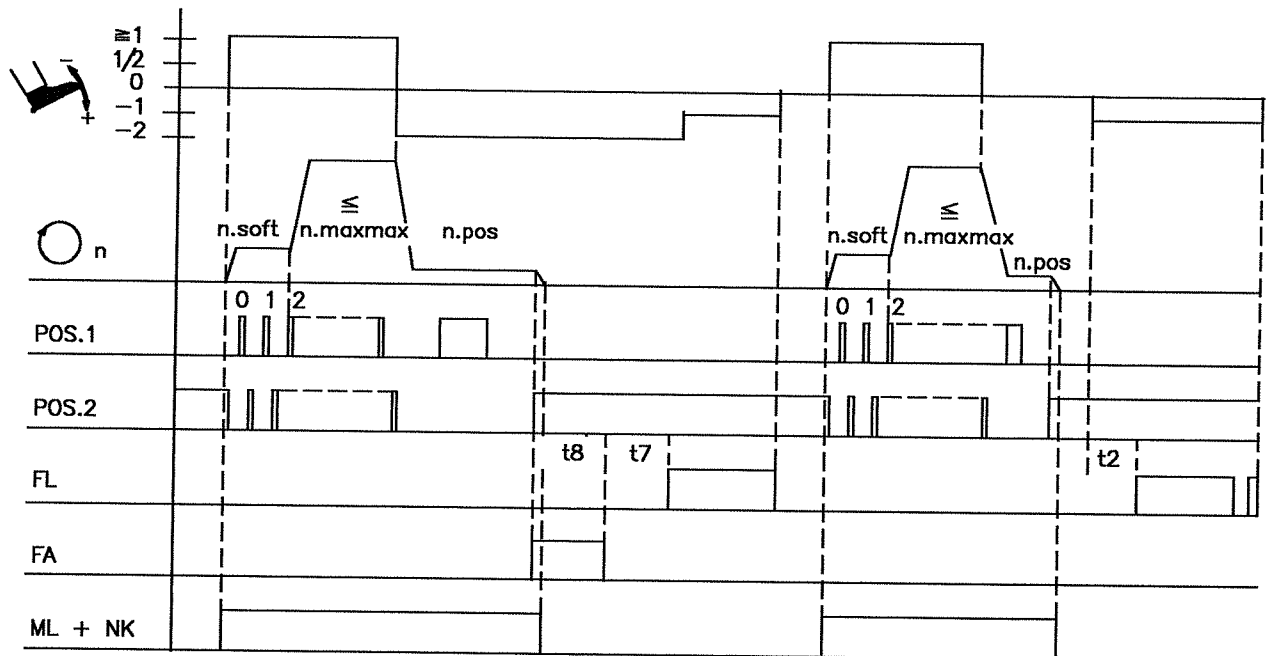 ≧1
1/2
0
-1
-2
-
+
n
n.soft
≦
n.maxmax
n.pos
n.soft
≦
n.maxmax
n.pos
0 1 2
0 1 2
POS.1
POS.2
t8
t7
t2
FL
FA
ML + NK